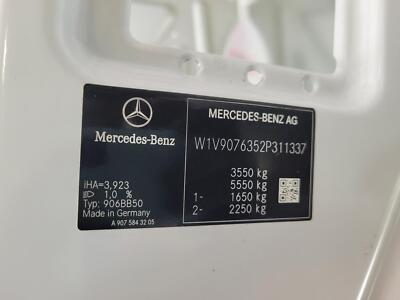 MERCEDES-BENZ AG
W1V9076352P311337
3550 kg
5550 kg
1- 1650 kg
2- 2250 kg
Mercedes-Benz
iHA=3,923
1,0 %
Typ: 906BB50
Made in Germany
A 907 584 32 05